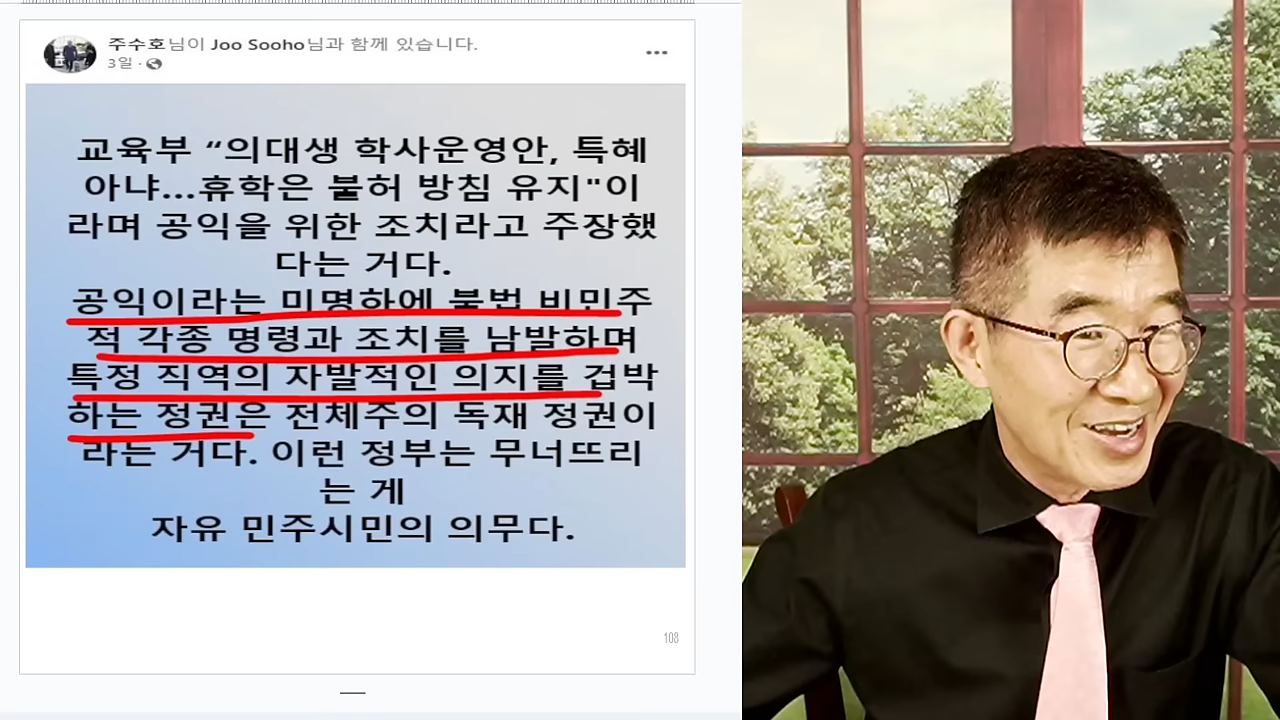 주수호님이 Joo Sooho님과 함께 있습니다.
3일 ·
교육부 “의대생 학사운영안, 특혜
아냐...휴학은 불허 방침 유지"이
라며 공익을 위한 조치라고 주장했
다는 거다.
공익이라는 미명하에 불법 비민주
적 각종 명령과 조치를 남발하며
특정 직역의 자발적인 의지를 겁박
하는 정권은 전체주의 독재 정권이
라는 거다. 이런 정부는 무너뜨리
는 게
자유 민주시민의 의무다.
108